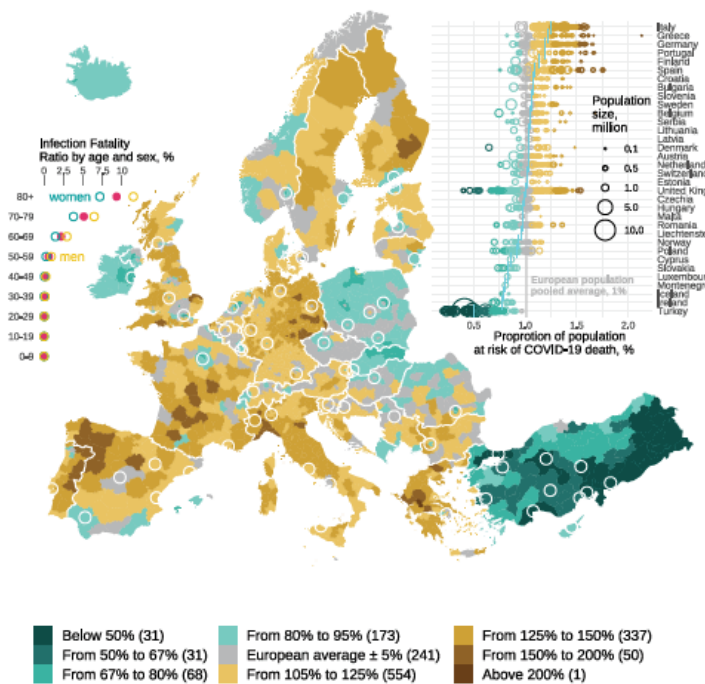 Infection Fatality
Ratio by age and sex, %
0 2.5 5 7.5 10
80+ women
70-79
60-69
50-59 men
40-49
30-39
20-29
10-19
0-9
Italy
Greece
Germany
Portugal
Finland
Spain
Croatia
Bulgaria
Slovenia
Sweden
Belgium
Serbia
Lithuania
Latvia
Denmark
Austria
Netherland
Switzerland
Estonia
United King
Czechia
Hungary
Malta
Romania
Liechtenste
Norway
Poland
Cyprus
Slovakia
Luxembour
Montenegr
Iceland
Ireland
Turkey
Population
size,
million
0.1
0.5
1.0
5.0
10.0
European population
pooled average, 1%
0.5 1.0 1.5 2.0
Proprotion of population
at risk of COVID-19 death, %
Below 50% (31)
From 50% to 67% (31)
From 67% to 80% (68)
From 80% to 95% (173)
European average ± 5% (241)
From 105% to 125% (554)
From 125% to 150% (337)
From 150% to 200% (50)
Above 200% (1)